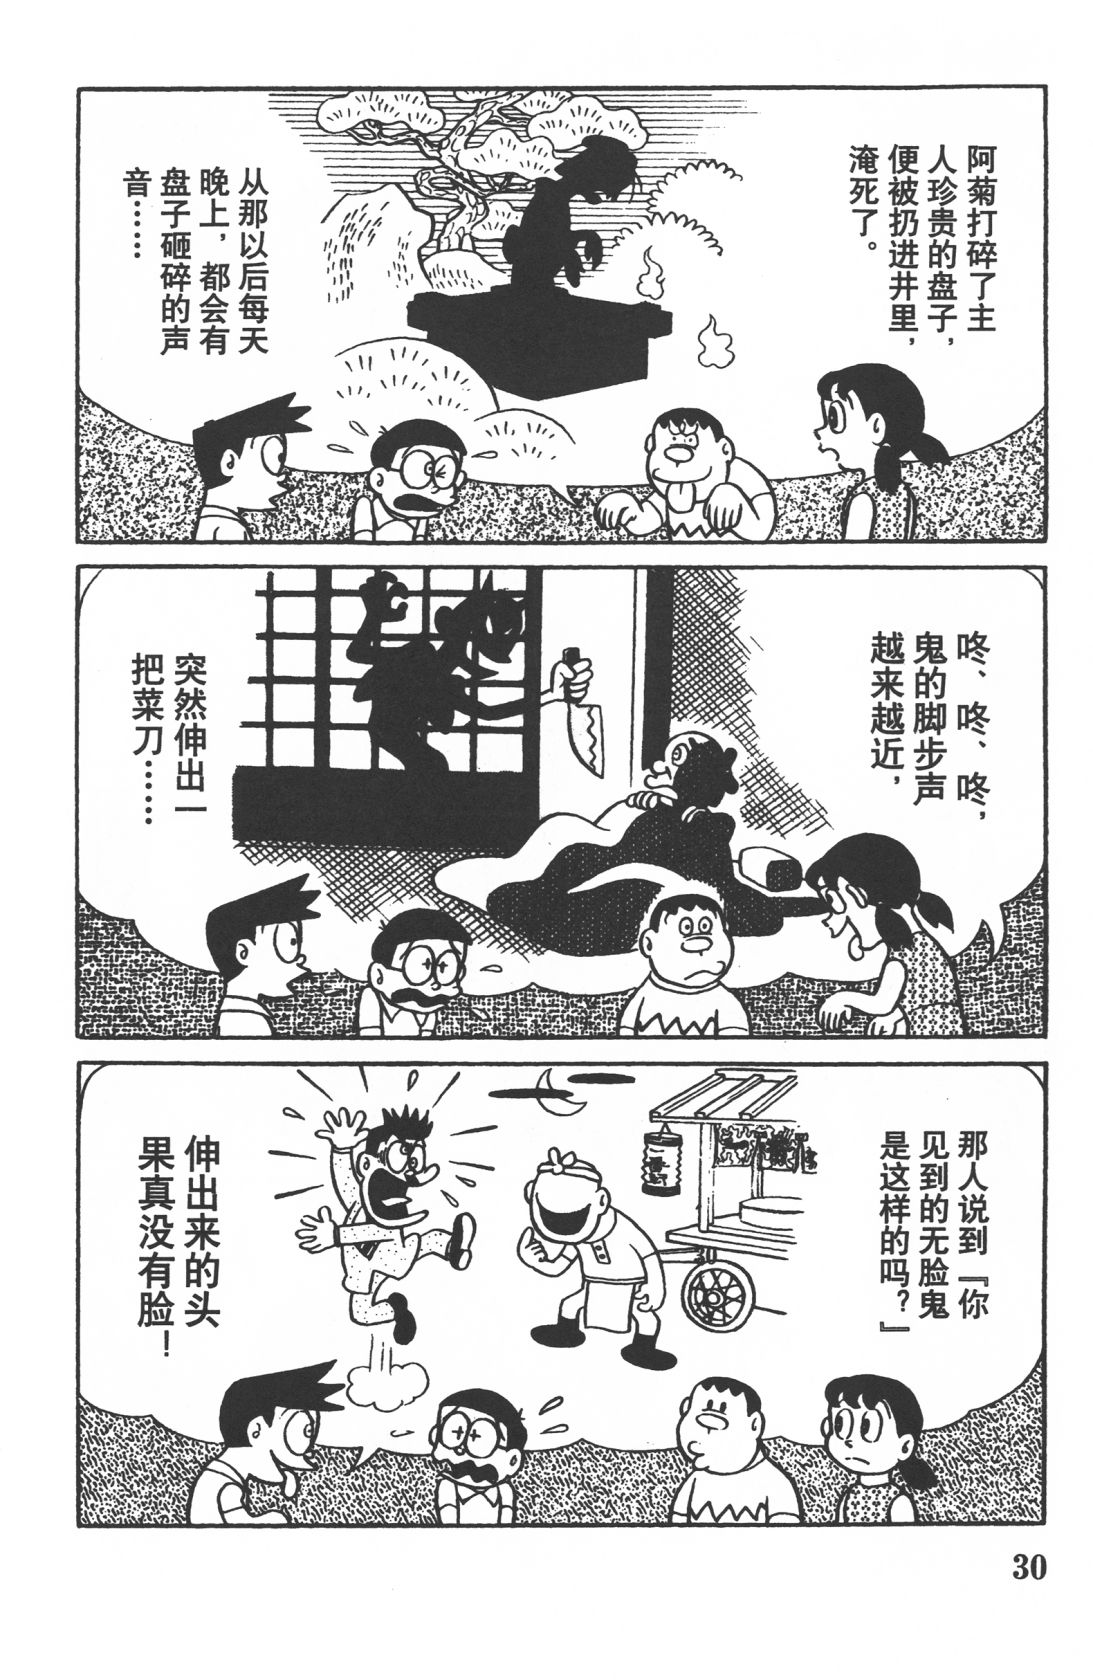 阿菊打碎了主
人珍贵的盘子，
便被扔进井里，
淹死了。
从那以后每天
晚上，都会有
盘子砸碎的声
音……
咚、咚、咚，
鬼的脚步声
越来越近，
突然伸出一
把菜刀……
那人说到『你
见到的无脸鬼
是这样的吗？』
伸出来的头
果真没有脸！
30